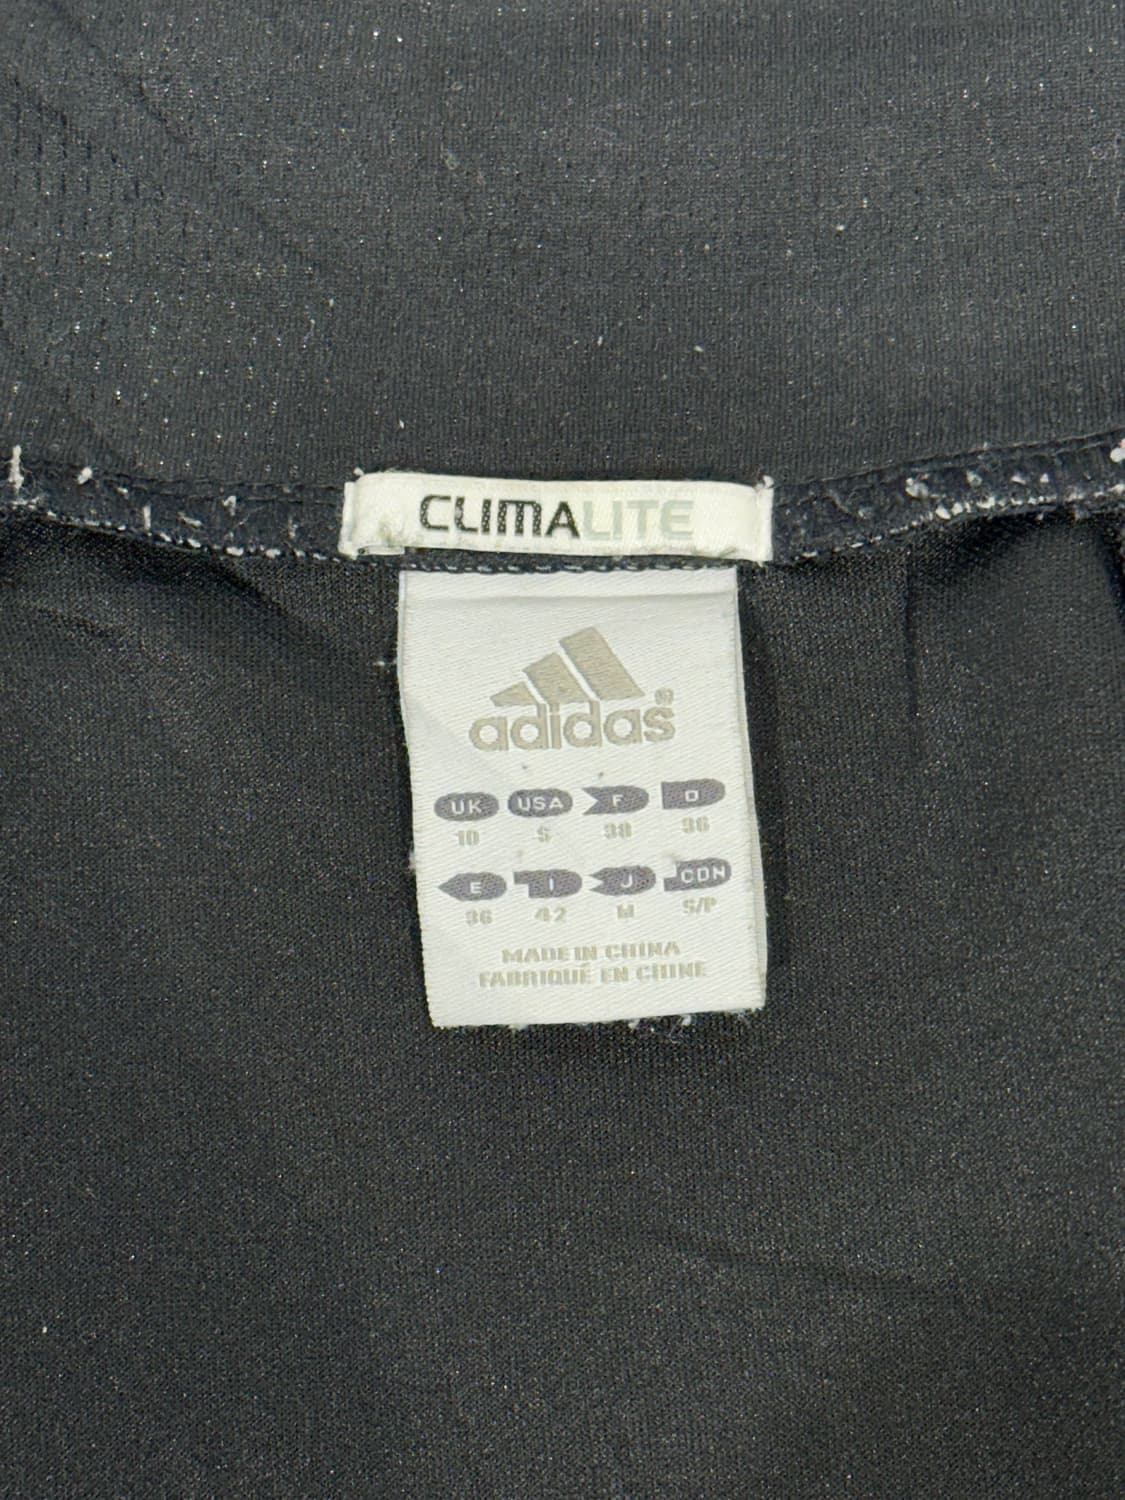 CLIMALITE
adidas®
UK USA F D
10 S 38 36
E I J CDN
36 42 M S/P
MADE IN CHINA
FABRIQUÉ EN CHINE